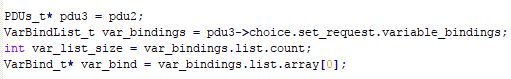 PDUs_t* pdu3 = pdu2;
VarBindList_t var_bindings = pdu3->choice.set_request.variable_bindings;
int var_list_size = var_bindings.list.count;
VarBind_t* var_bind = var_bindings.list.array[0];